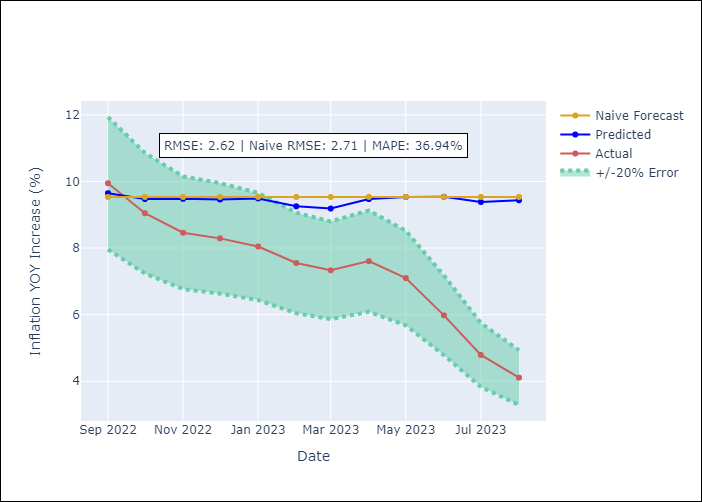 RMSE: 2.62 | Naive RMSE: 2.71 | MAPE: 36.94%
Naive Forecast
Predicted
Actual
+/-20% Error
12
10
8
6
4
Inflation YOY Increase (%)
Sep 2022
Nov 2022
Jan 2023
Mar 2023
May 2023
Jul 2023
Date